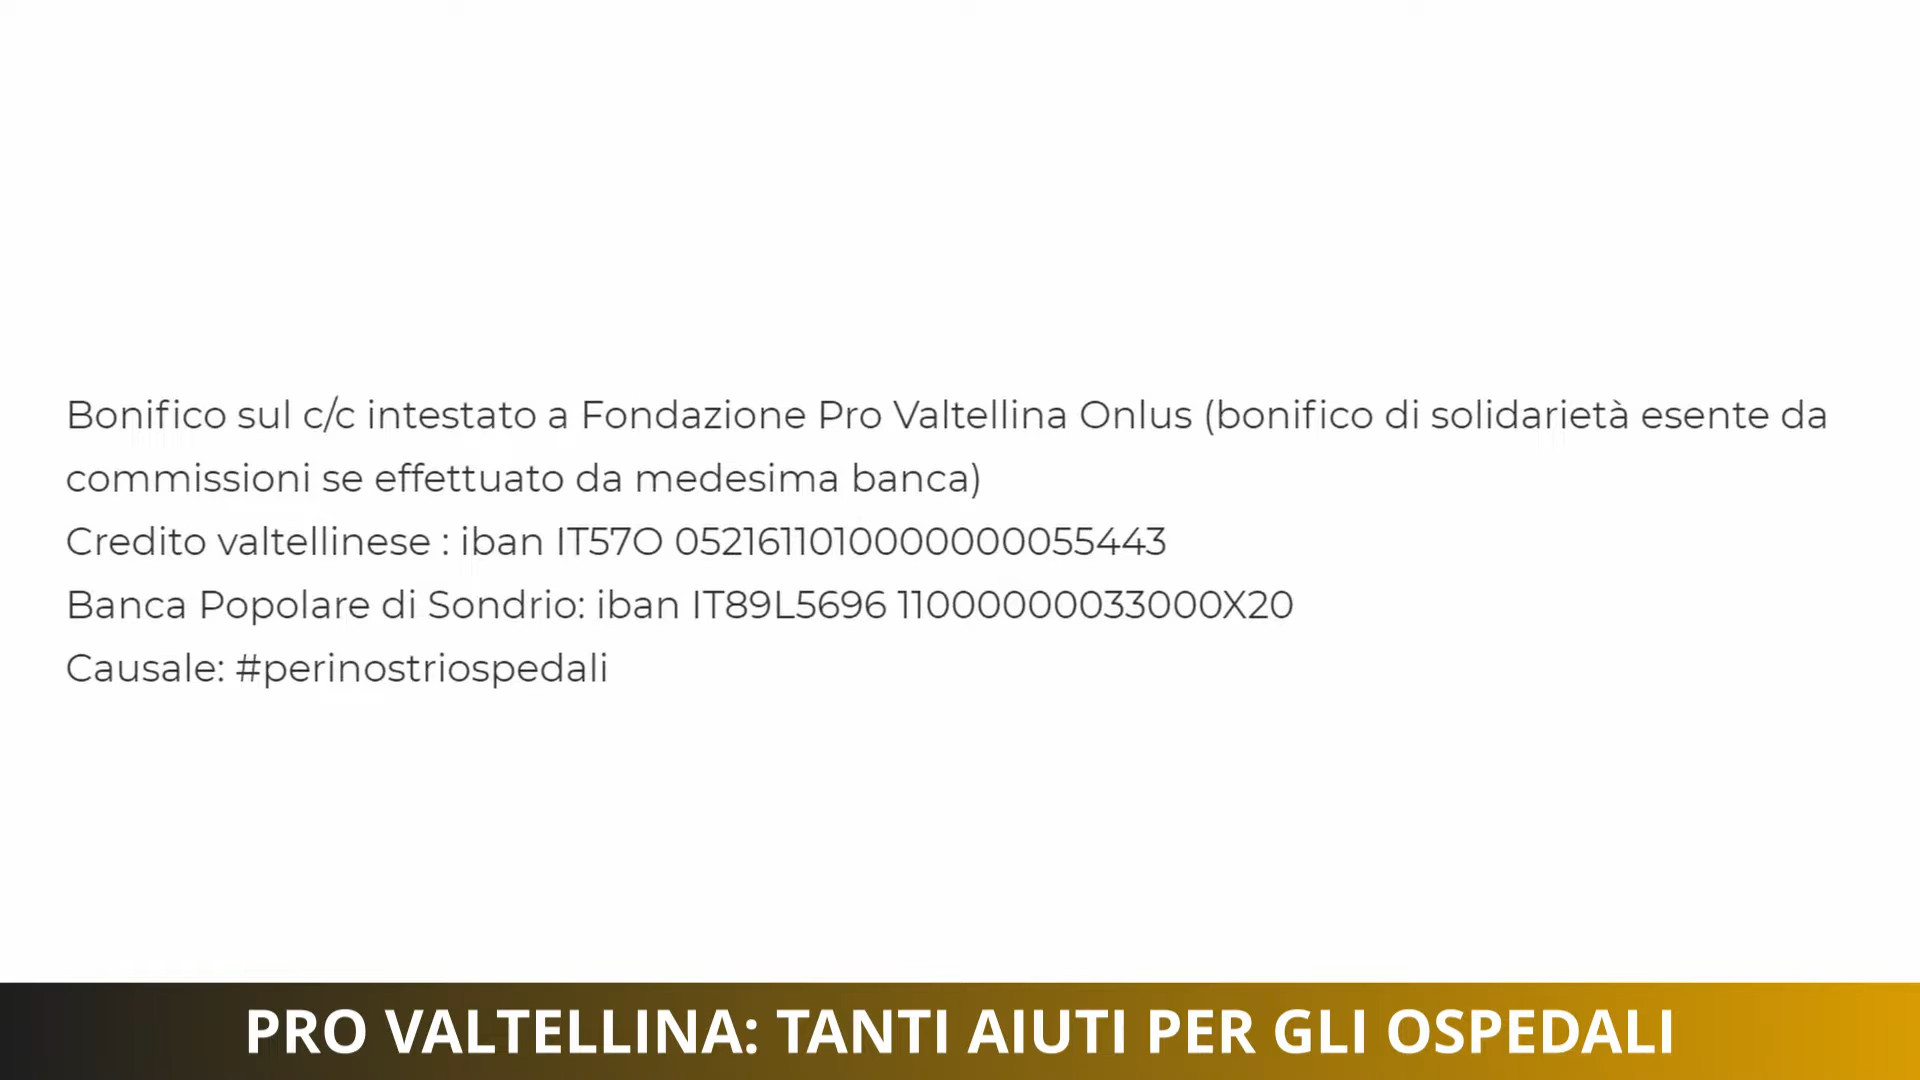 Bonifico sul c/c intestato a Fondazione Pro Valtellina Onlus (bonifico di solidarietà esente da
commissioni se effettuato da medesima banca)
Credito valtellinese : iban IT57O 0521611010000000055443
Banca Popolare di Sondrio: iban IT89L5696 11000000033000X20
Causale: #perinostriospedali
PRO VALTELLINA: TANTI AIUTI PER GLI OSPEDALI